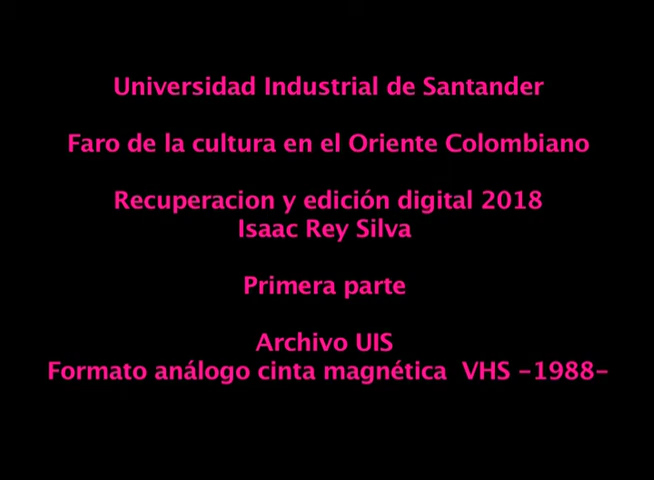 Universidad Industrial de Santander
Faro de la cultura en el Oriente Colombiano
Recuperacion y edición digital 2018
Isaac Rey Silva
Primera parte
Archivo UIS
Formato análogo cinta magnética  VHS -1988-